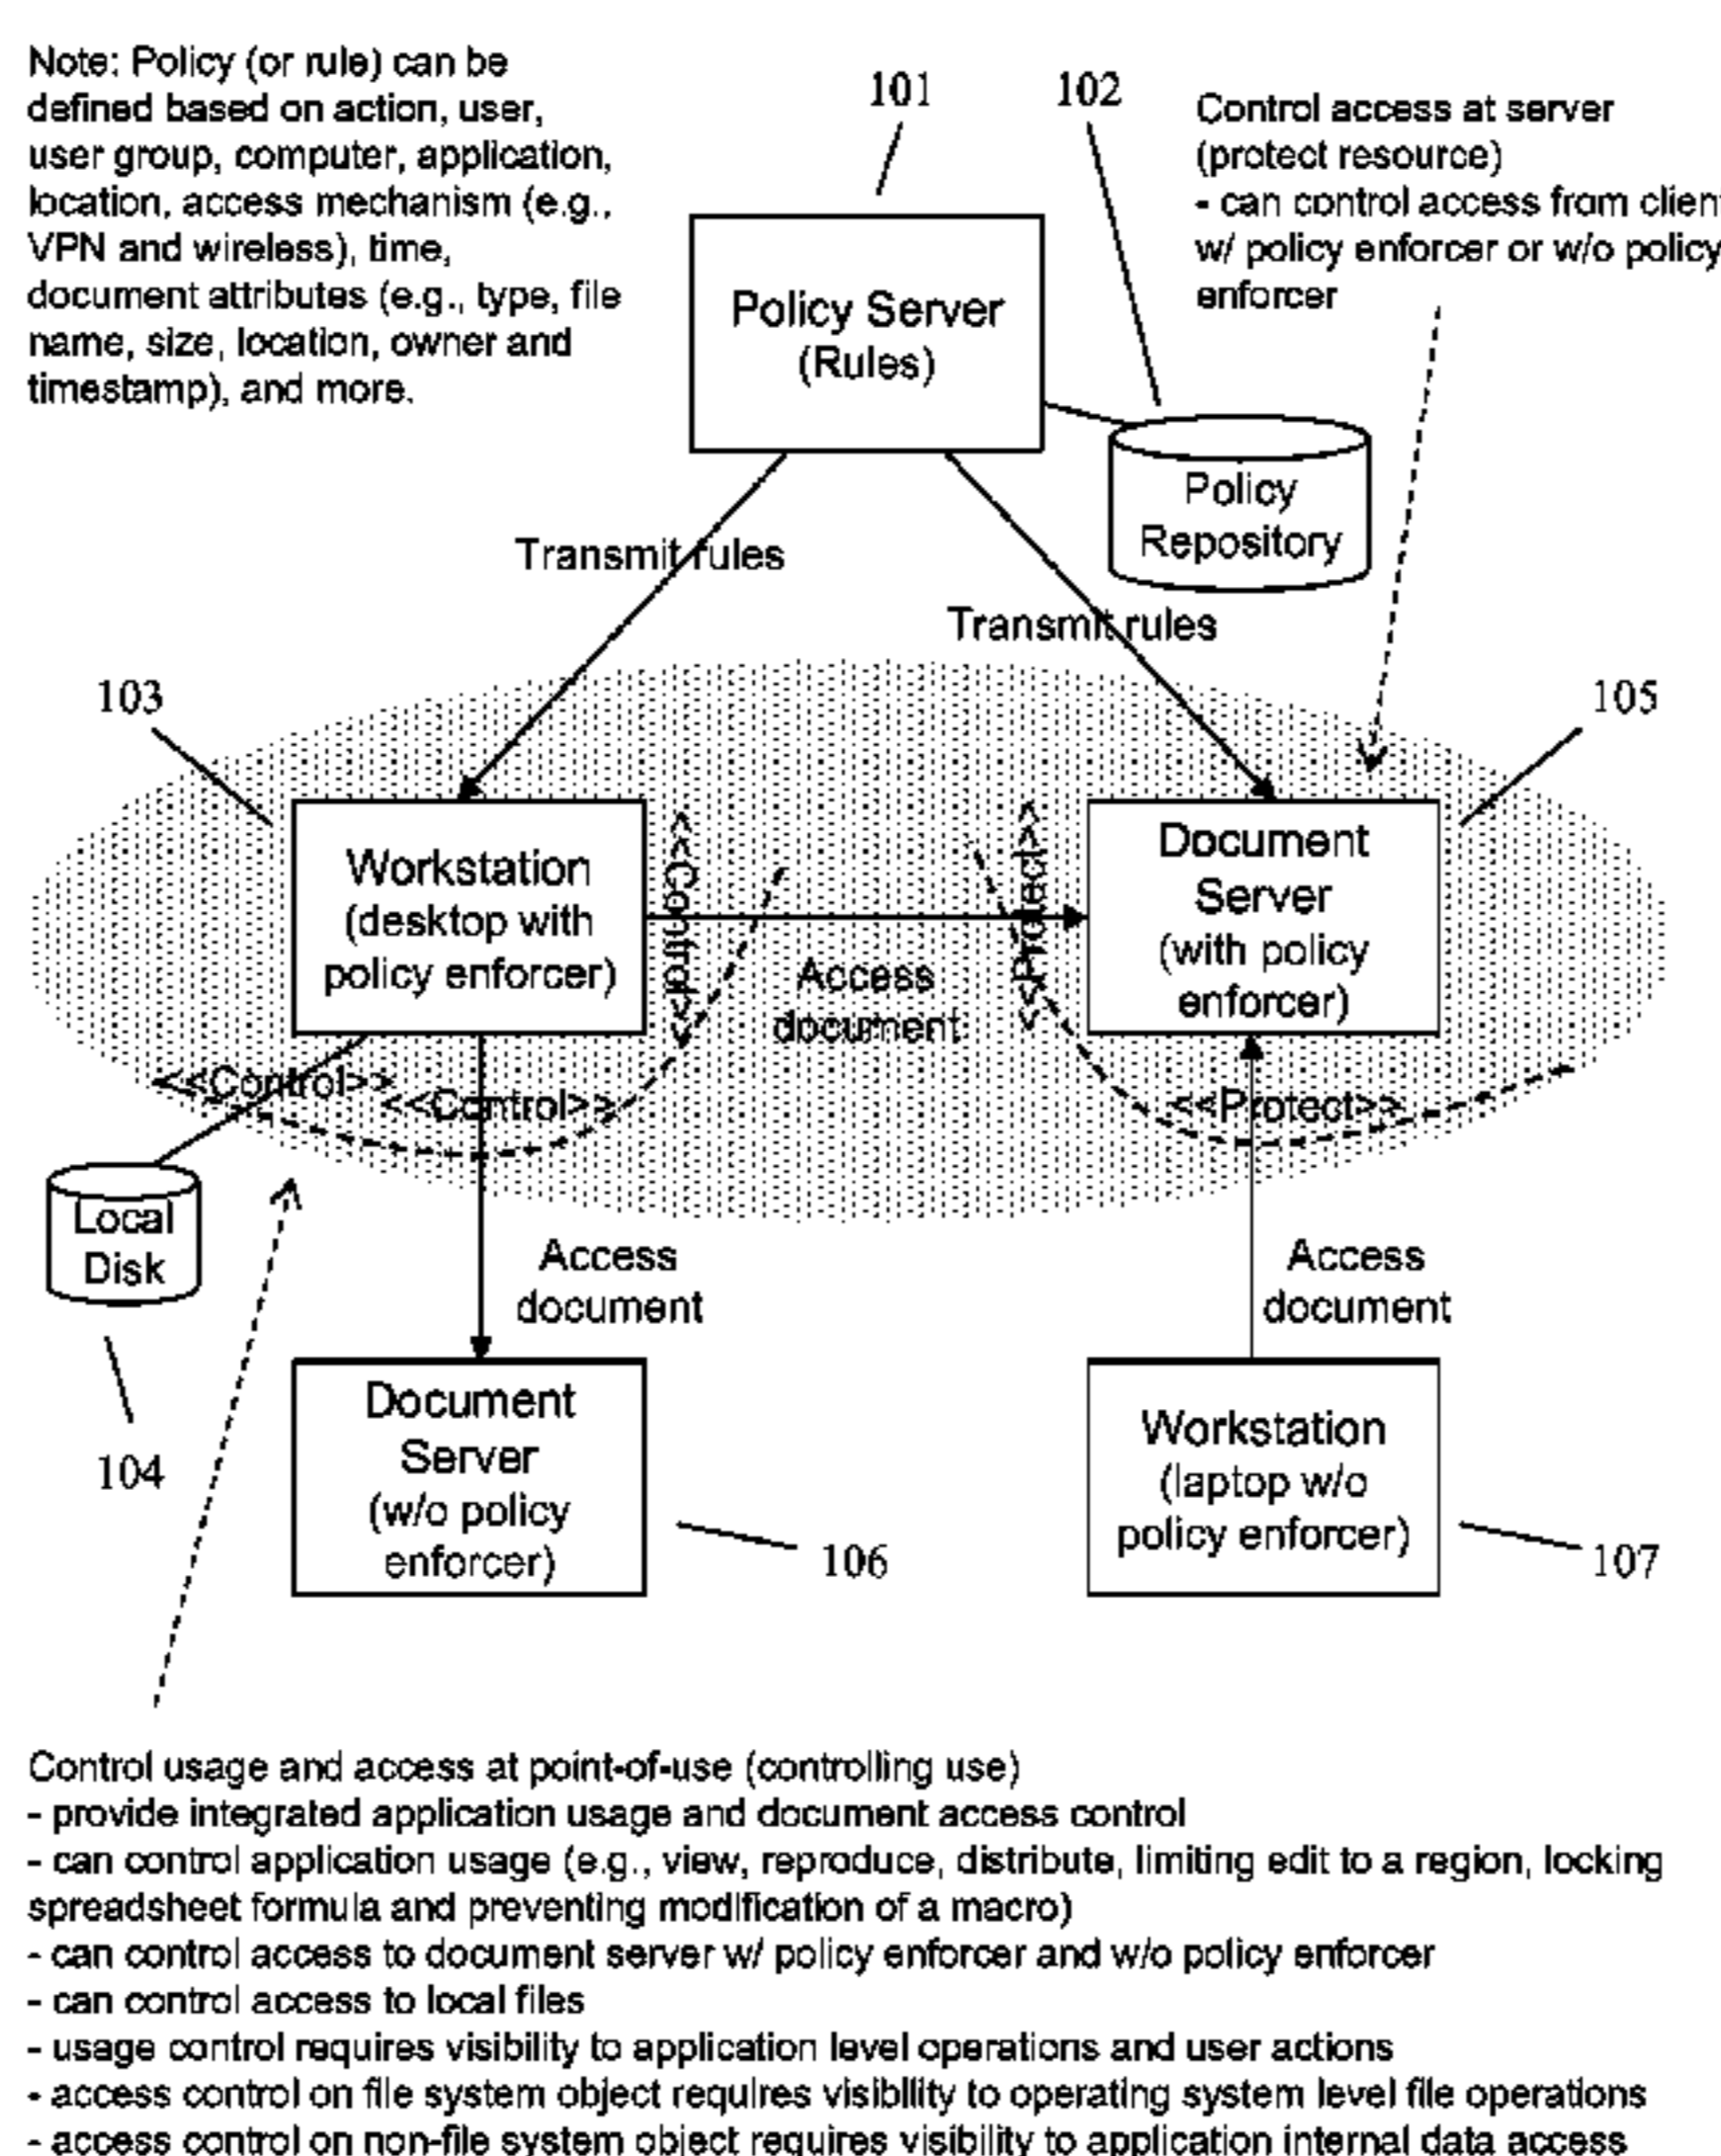 Note: Policy (or rule) can be
defined based on action, user,
user group, computer, application,
location, access mechanism (e.g.,
VPN and wireless), time,
document attributes (e.g., type, file
name, size, location, owner and
timestamp), and more.
101
102
Control access at server
(protect resource)
- can control access from client
w/ policy enforcer or w/o policy
enforcer
Policy Server
(Rules)
Policy
Repository
Transmit rules
Transmit rules
103
105
Workstation
(desktop with
policy enforcer)
<<Control>>
Access
document
<<Protect>>
Document
Server
(with policy
enforcer)
<<Control>>
<<Control>>
<<Protect>>
Local
Disk
Access
document
Access
document
104
Document
Server
(w/o policy
enforcer)
106
Workstation
(laptop w/o
policy enforcer)
107
Control usage and access at point-of-use (controlling use)
- provide integrated application usage and document access control
- can control application usage (e.g., view, reproduce, distribute, limiting edit to a region, locking
spreadsheet formula and preventing modification of a macro)
- can control access to document server w/ policy enforcer and w/o policy enforcer
- can control access to local files
- usage control requires visibility to application level operations and user actions
- access control on file system object requires visibility to operating system level file operations
- access control on non-file system object requires visibility to application internal data access